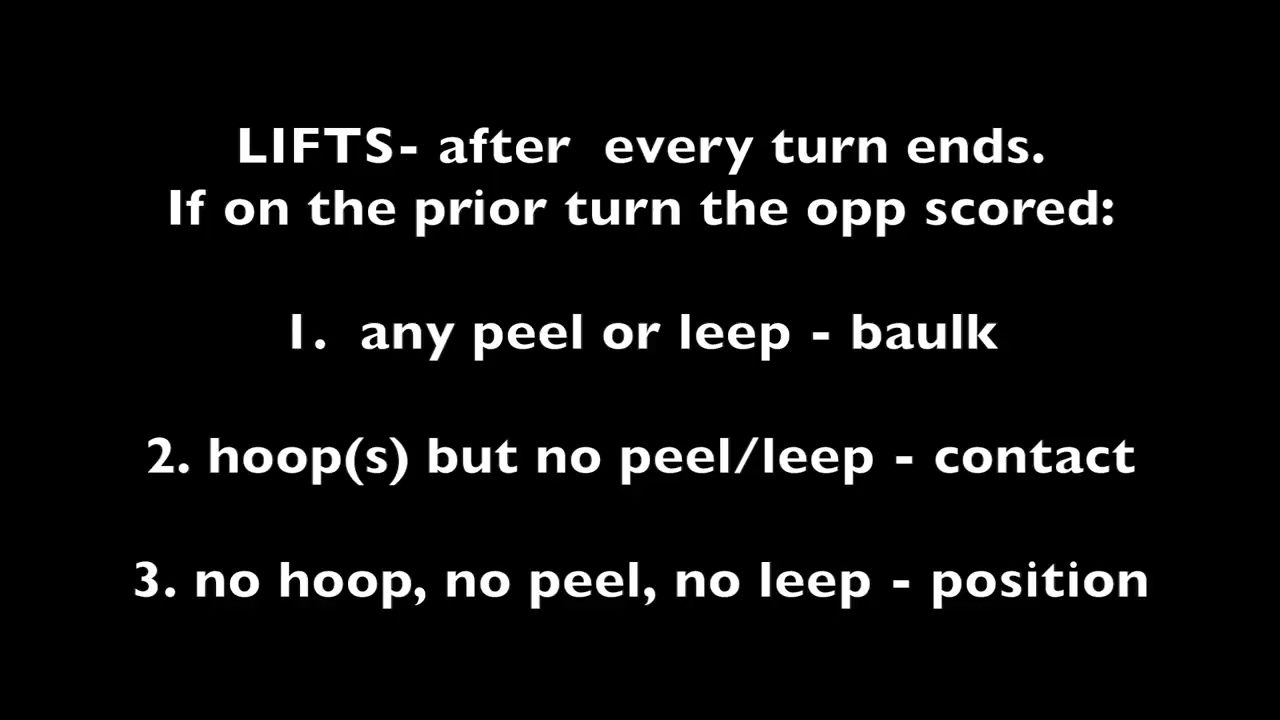 LIFTS- after  every turn ends.
If on the prior turn the opp scored:
1.  any peel or leep - baulk
2. hoop(s) but no peel/leep - contact
3. no hoop, no peel, no leep - position